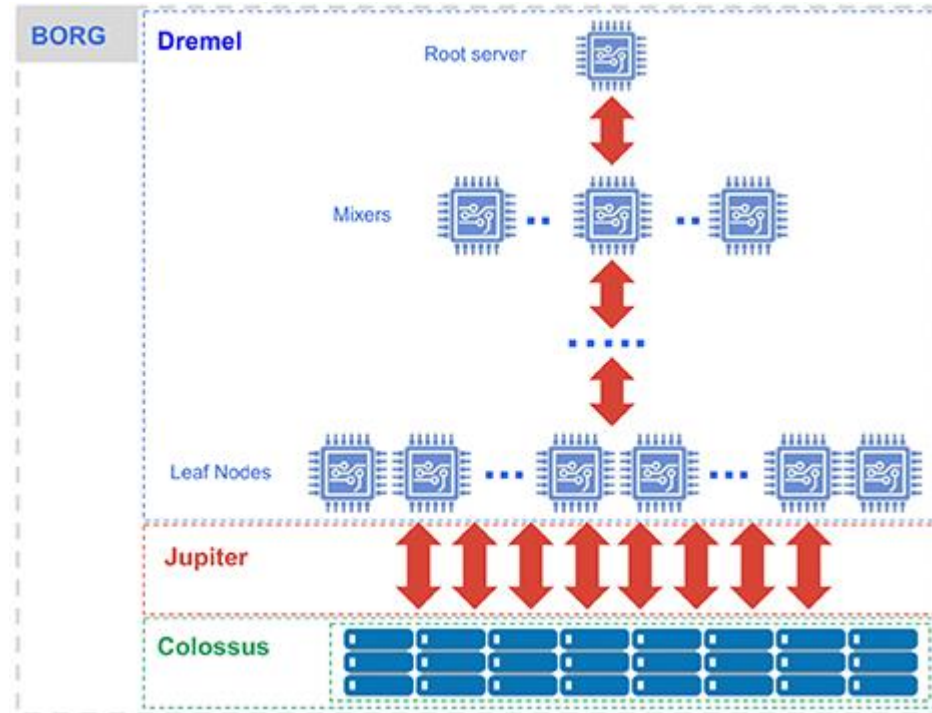 BORG
Dremel
Root server
Mixers
Leaf Nodes
Jupiter
Colossus